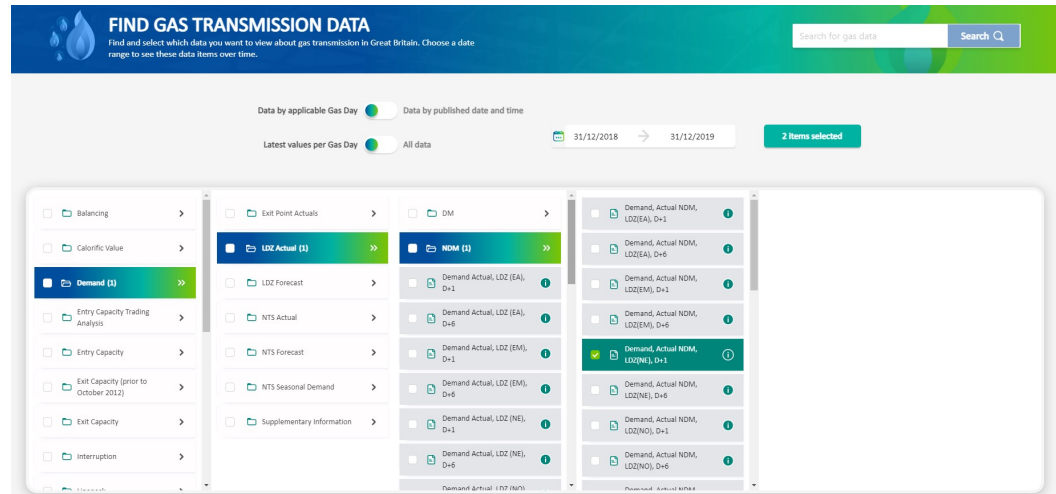 FIND GAS TRANSMISSION DATA
Find and select which data you want to view about gas transmission in Great Britain. Choose a date
range to see these data items over time.
Search for gas data
Search
Data by applicable Gas Day
Data by published date and time
Latest values per Gas Day
All data
31/12/2018
31/12/2019
2 items selected
Balancing
Calorific Value
Demand (1)
Entry Capacity Trading
Analysis
Entry Capacity
Exit Capacity (prior to
October 2012)
Exit Capacity
Interruption
Exit Point Actuals
LDZ Actual (1)
LDZ Forecast
NTS Actual
NTS Forecast
NTS Seasonal Demand
Supplementary Information
DM
NDM (1)
Demand Actual, LDZ (EA),
D+1
Demand Actual, LDZ (EA),
D+6
Demand Actual, LDZ (EM),
D+1
Demand Actual, LDZ (EM),
D+6
Demand Actual, LDZ (NE),
D+1
Demand Actual, LDZ (NE),
D+6
Demand Actual, LDZ (NO)
Demand, Actual NDM,
LDZ(EA), D+1
Demand, Actual NDM,
LDZ(EA), D+6
Demand, Actual NDM,
LDZ(EM), D+1
Demand, Actual NDM,
LDZ(EM), D+6
Demand, Actual NDM,
LDZ(NE), D+1
Demand, Actual NDM,
LDZ(NE), D+6
Demand, Actual NDM,
LDZ(NO), D+1
Demand, Actual NDM,
LDZ(NO), D+6
Demand, Actual NDM